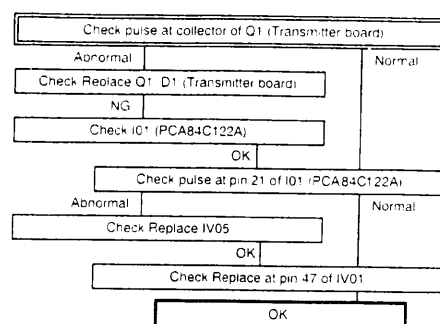 Check pulse at collector of Q1 (Transmitter board)
Abnormal
Normal
Check Replace Q1 D1 (Transmitter board)
NG
Check I01 (PCA84C122A)
OK
Check pulse at pin 21 of I01 (PCA84C122A)
Abnormal
Normal
Check Replace IV05
OK
Check Replace at pin 47 of IV01
OK